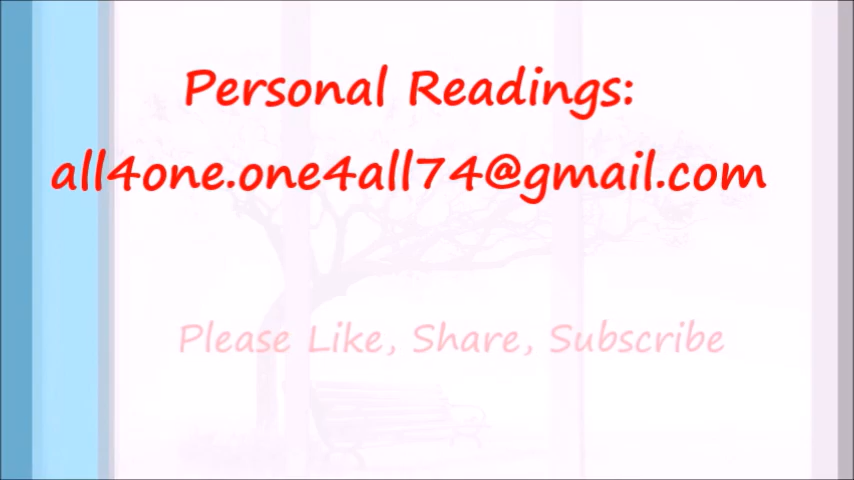 Personal Readings:
all4one.one4all74@gmail.com
Please Like, Share, Subscribe